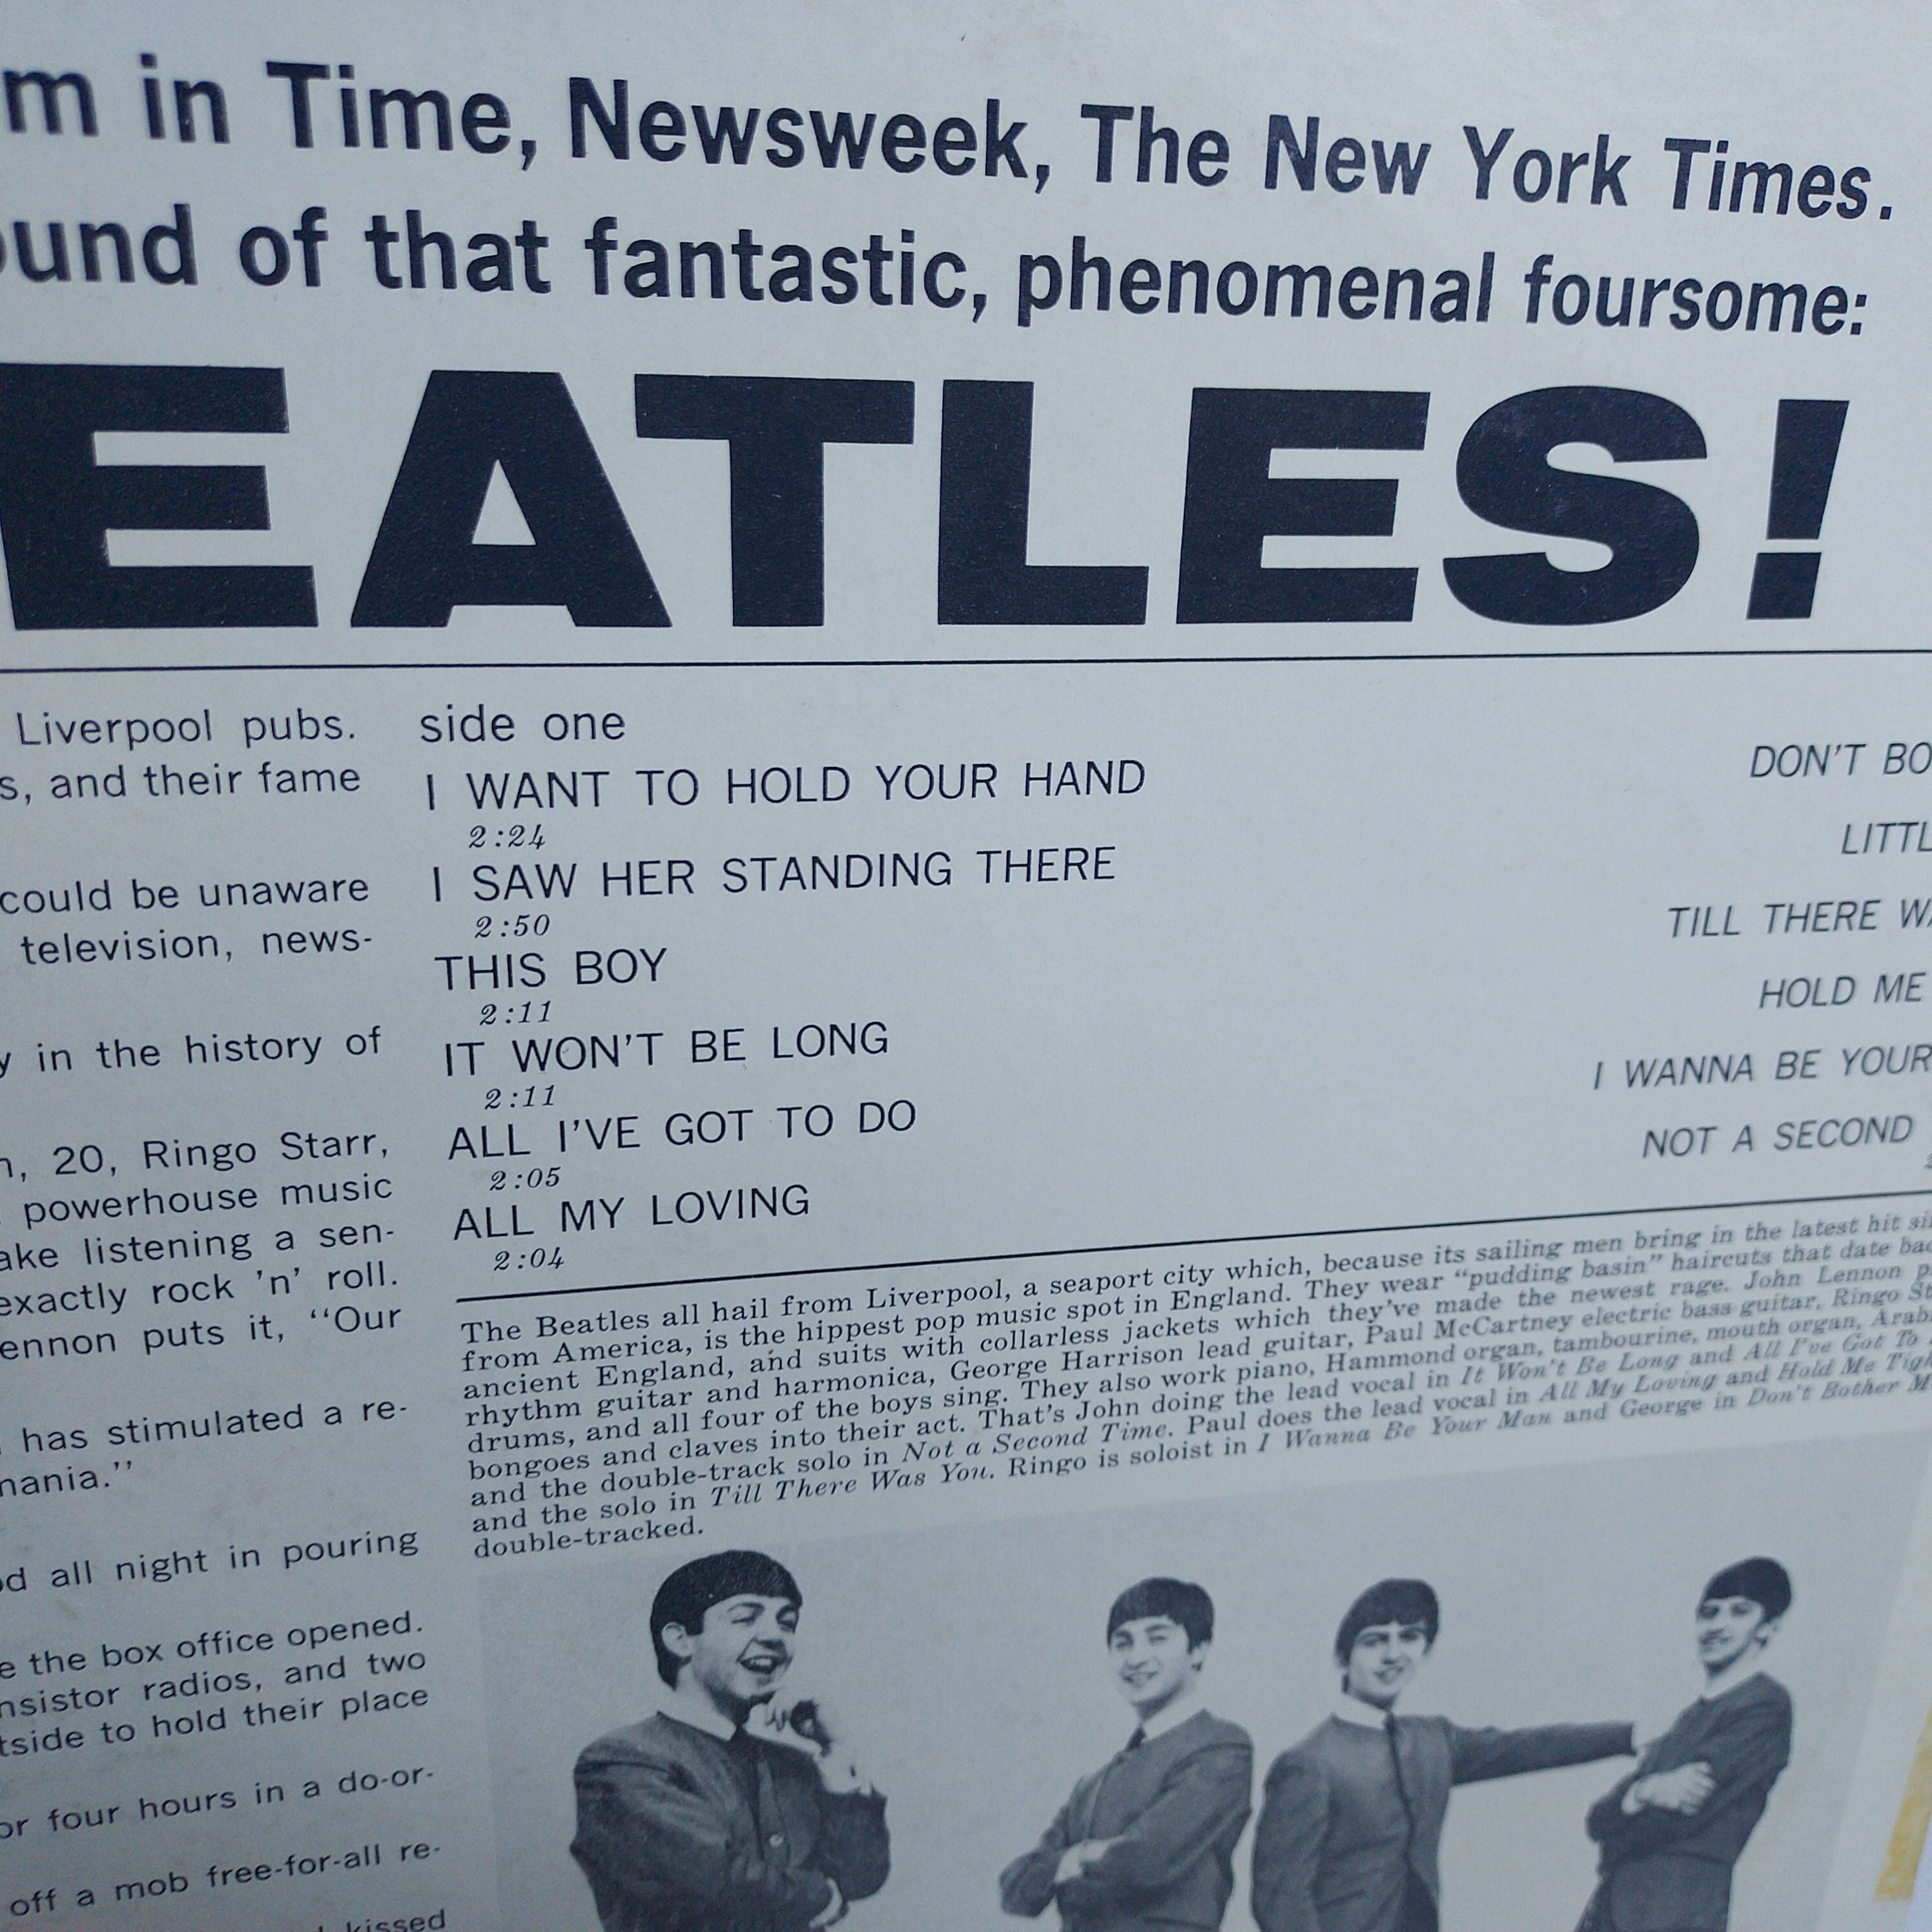 m in Time, Newsweek, The New York Times.
ound of that fantastic, phenomenal foursome:
EATLES!
Liverpool pubs.
s, and their fame
could be unaware
television, news-
y in the history of
n, 20, Ringo Starr,
powerhouse music
ake listening a sen-
exactly rock 'n' roll.
ennon puts it, "Our
has stimulated a re-
mania."
od all night in pouring
e the box office opened.
nsistor radios, and two
tside to hold their place
or four hours in a do-or-
off a mob free-for-all re-
kissed
side one
I WANT TO HOLD YOUR HAND
2:24
I SAW HER STANDING THERE
2:50
THIS BOY
2:11
IT WON'T BE LONG
2:11
ALL I'VE GOT TO DO
2:05
ALL MY LOVING
2:04
DON'T BO
LITTL
TILL THERE WA
HOLD ME
I WANNA BE YOUR
NOT A SECOND
The Beatles all hail from Liverpool, a seaport city which, because its sailing men bring in the latest hit si
from America, is the hippest pop music spot in England. They wear "pudding basin" haircuts that date bac
ancient England, and suits with collarless jackets which they've made the newest rage. John Lennon p
rhythm guitar and harmonica, George Harrison lead guitar, Paul McCartney electric bass guitar, Ringo St
drums, and all four of the boys sing. They also work piano, Hammond organ, tambourine, mouth organ, Arab
bongoes and claves into their act. That's John doing the lead vocal in It Won't Be Long and All I've Got To
and the double-track solo in Not a Second Time. Paul does the lead vocal in All My Loving and Hold Me Tigh
and the solo in Till There Was You. Ringo is soloist in I Wanna Be Your Man and George in Don't Bother M
double-tracked.